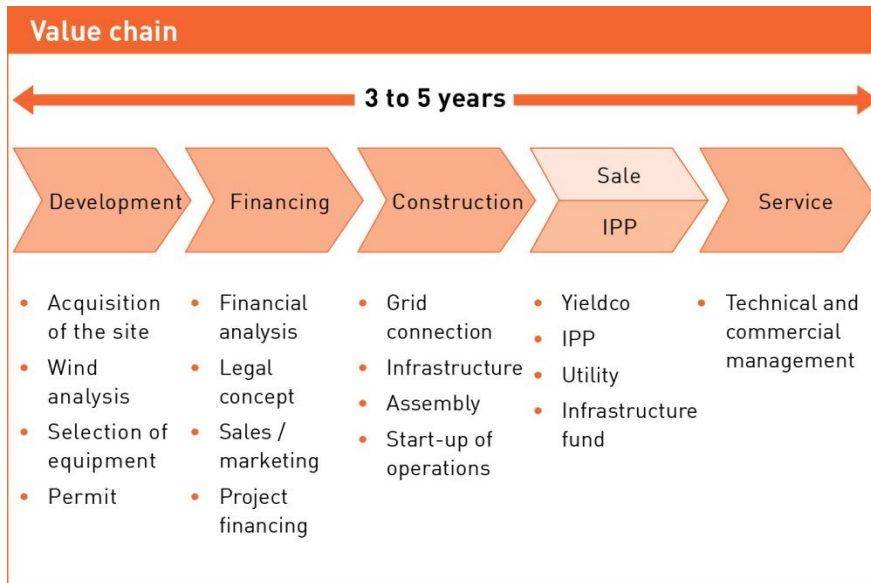 Value chain
3 to 5 years
Development
Financing
Construction
Sale
IPP
Service
• Acquisition
of the site
• Wind
analysis
• Selection of
equipment
• Permit
• Financial
analysis
• Legal
concept
• Sales /
marketing
• Project
financing
• Grid
connection
• Infrastructure
• Assembly
• Start-up of
operations
• Yieldco
• IPP
• Utility
• Infrastructure
fund
• Technical and
commercial
management